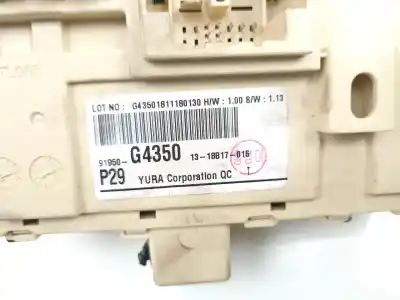 LOT NO : G43501811180130 H/W : 1.00 S/W : 1.13
91950-G4350 13-18B17-016
P29 YURA Corporation QC